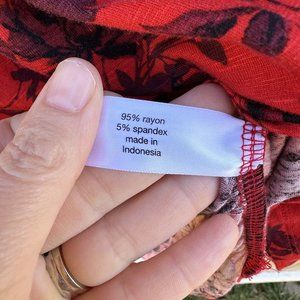 95% rayon
5% spandex
made in
Indonesia